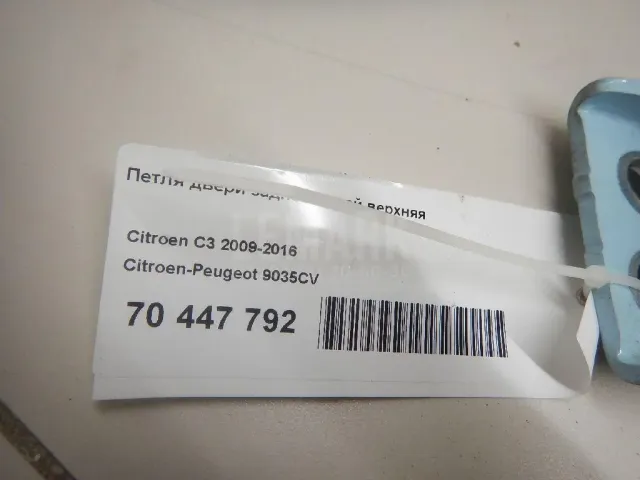 Петля двери верхняя
Citroen C3 2009-2016
Citroen-Peugeot 9035CV
70 447 792